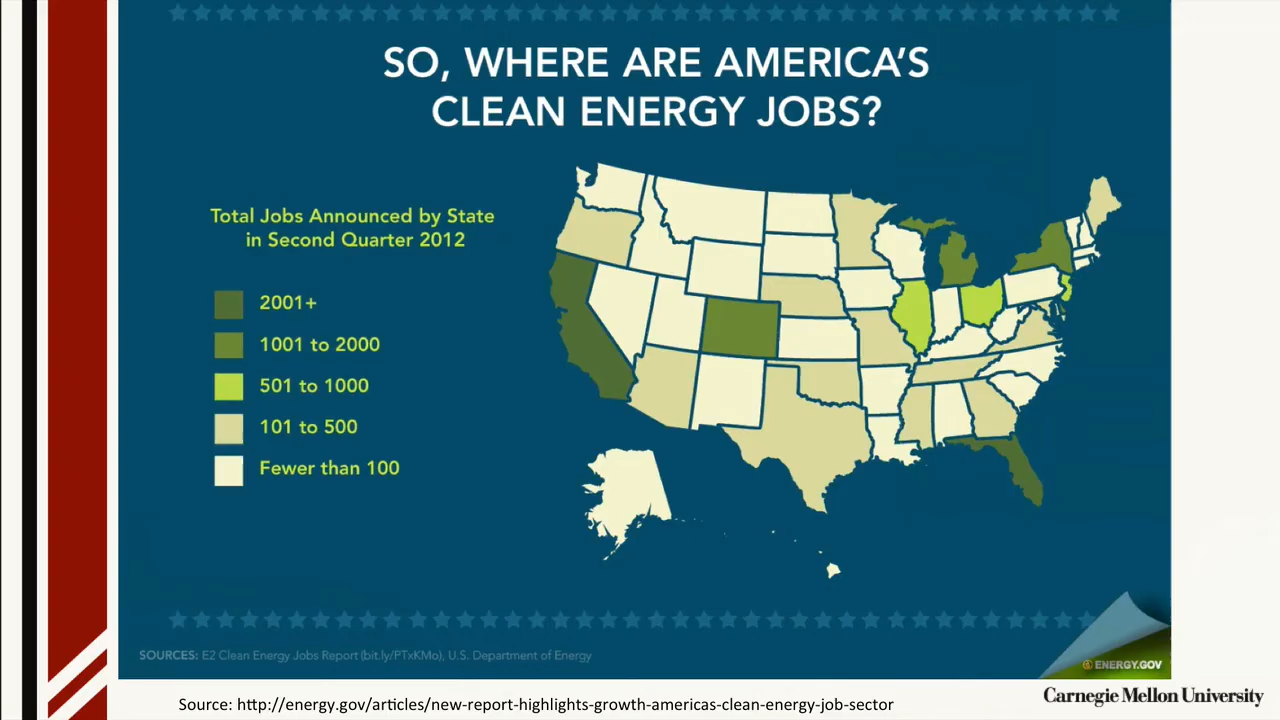 SO, WHERE ARE AMERICA'S
CLEAN ENERGY JOBS?
Total Jobs Announced by State
in Second Quarter 2012
2001+
1001 to 2000
501 to 1000
101 to 500
Fewer than 100
SOURCES: E2 Clean Energy Jobs Report (bit.ly/PTxKMo), U.S. Department of Energy
ENERGY.GOV
Source: http://energy.gov/articles/new-report-highlights-growth-americas-clean-energy-job-sector
Carnegie Mellon University